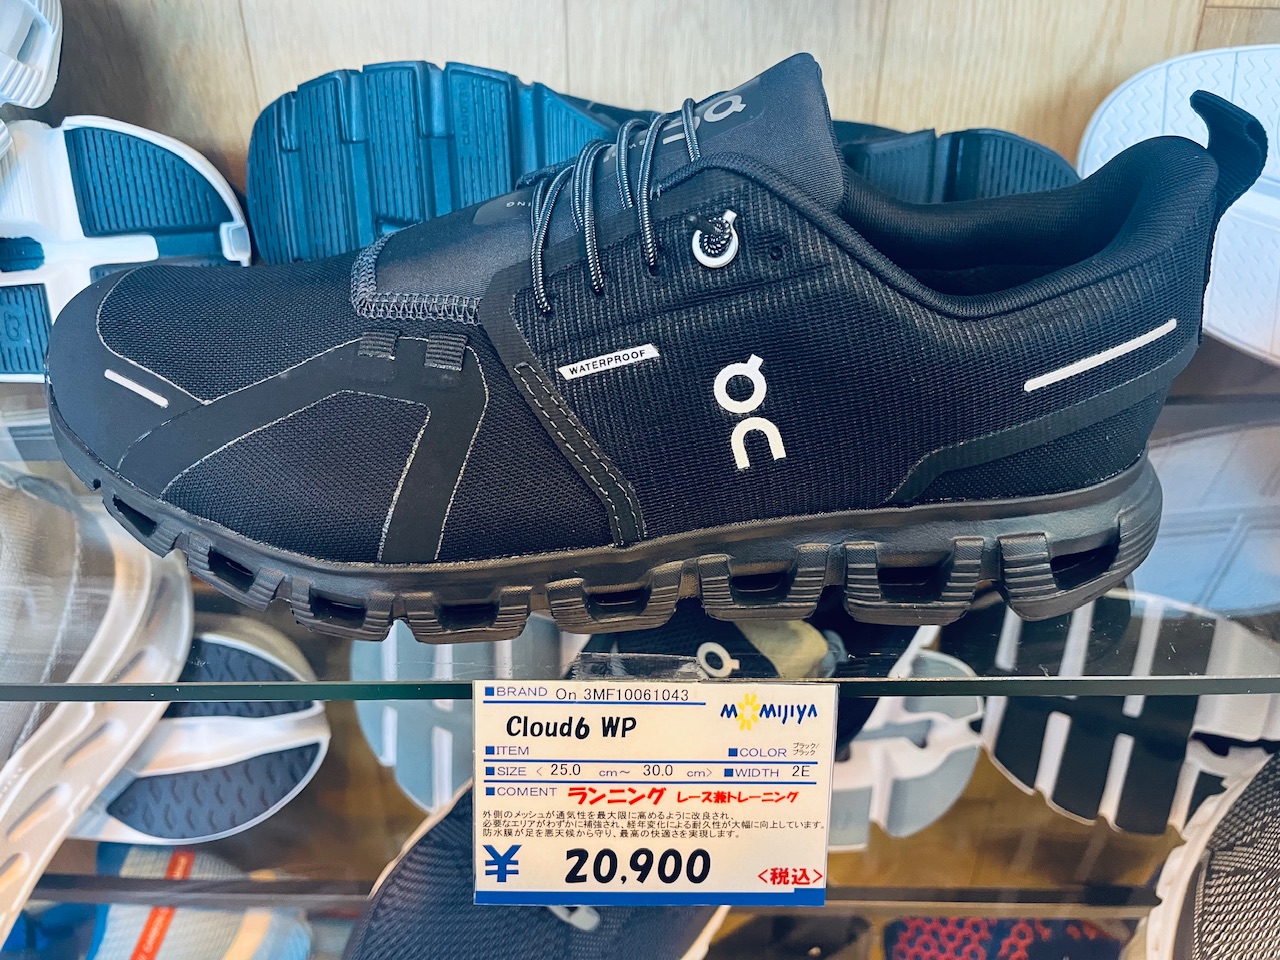 WATERPROOF
on
BRAND On 3MF10061043
MOMIJIYA
Cloud6 WP
ITEM
COLOR ブラック/ブラック
SIZE < 25.0 cm～ 30.0 cm> WIDTH 2E
COMENT ランニング レース兼トレーニング
外側のメッシュが通気性を最大限に高めるように改良され、
必要なエリアがわずかに補強され、経年変化による耐久性が大幅に向上しています。
防水膜が足を悪天候から守り、最高の快適さを実現します。
¥ 20,900 <税込>